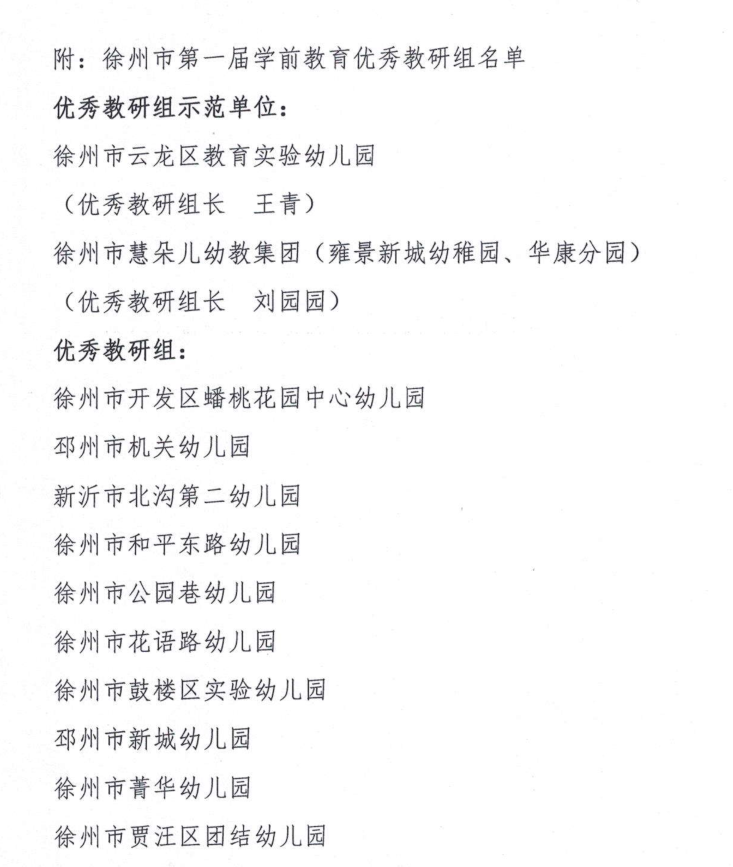 附：徐州市第一届学前教育优秀教研组名单
优秀教研组示范单位：
徐州市云龙区教育实验幼儿园
（优秀教研组长　王青）
徐州市慧朵儿幼教集团（雍景新城幼稚园、华康分园）
（优秀教研组长　刘园园）
优秀教研组：
徐州市开发区蟠桃花园中心幼儿园
邳州市机关幼儿园
新沂市北沟第二幼儿园
徐州市和平东路幼儿园
徐州市公园巷幼儿园
徐州市花语路幼儿园
徐州市鼓楼区实验幼儿园
邳州市新城幼儿园
徐州市菁华幼儿园
徐州市贾汪区团结幼儿园